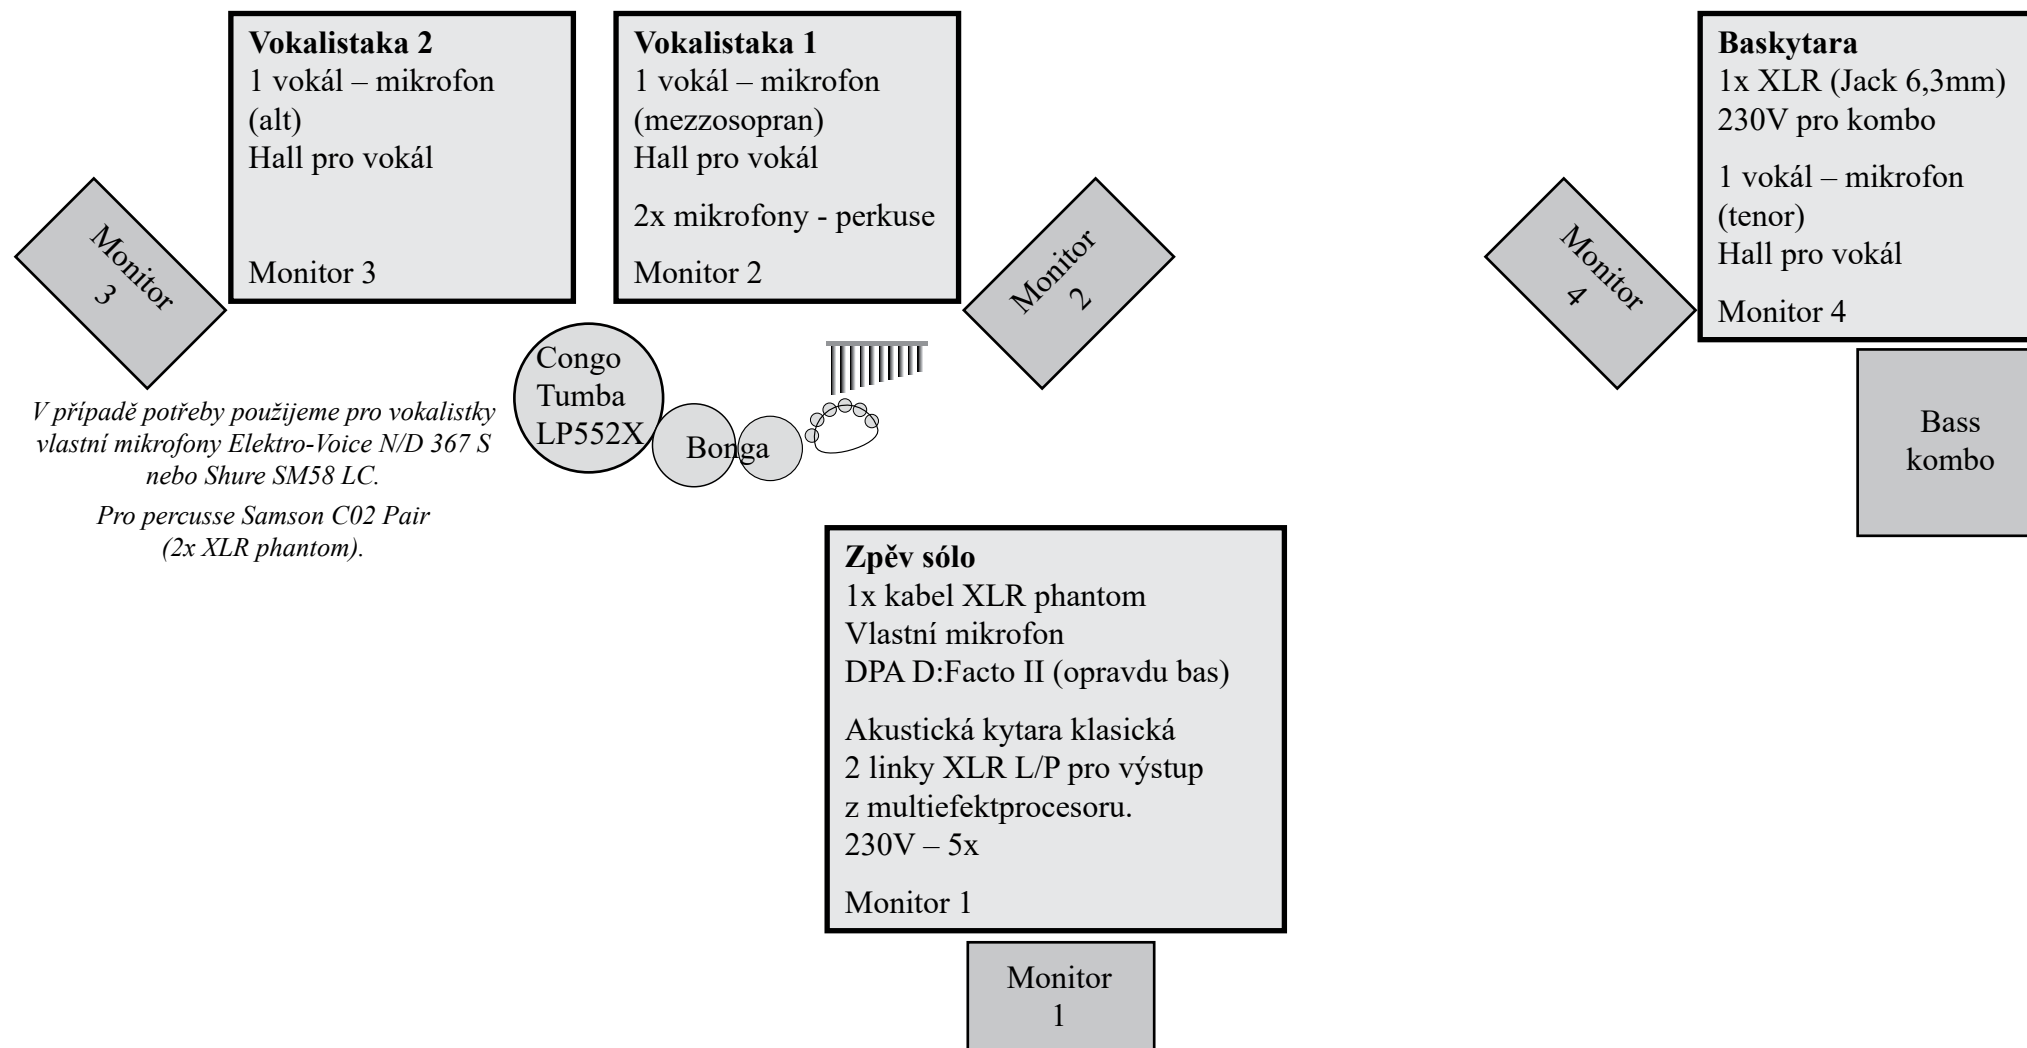 Vokalistaka 2
1 vokál – mikrofon
(alt)
Hall pro vokál
Monitor 3
Vokalistaka 1
1 vokál – mikrofon
(mezzosopran)
Hall pro vokál
2x mikrofony - perkuse
Monitor 2
Baskytara
1x XLR (Jack 6,3mm)
230V pro kombo
1 vokál – mikrofon
(tenor)
Hall pro vokál
Monitor 4
Monitor
3
Monitor
2
Monitor
4
Congo
Tumba
LP552X
Bonga
Bass
kombo
V případě potřeby použijeme pro vokalistky
vlastní mikrofony Elektro-Voice N/D 367 S
nebo Shure SM58 LC.
Pro percusse Samson C02 Pair
(2x XLR phantom).
Zpěv sólo
1x kabel XLR phantom
Vlastní mikrofon
DPA D:Facto II (opravdu bas)
Akustická kytara klasická
2 linky XLR L/P pro výstup
z multiefektprocesoru.
230V – 5x
Monitor 1
Monitor
1